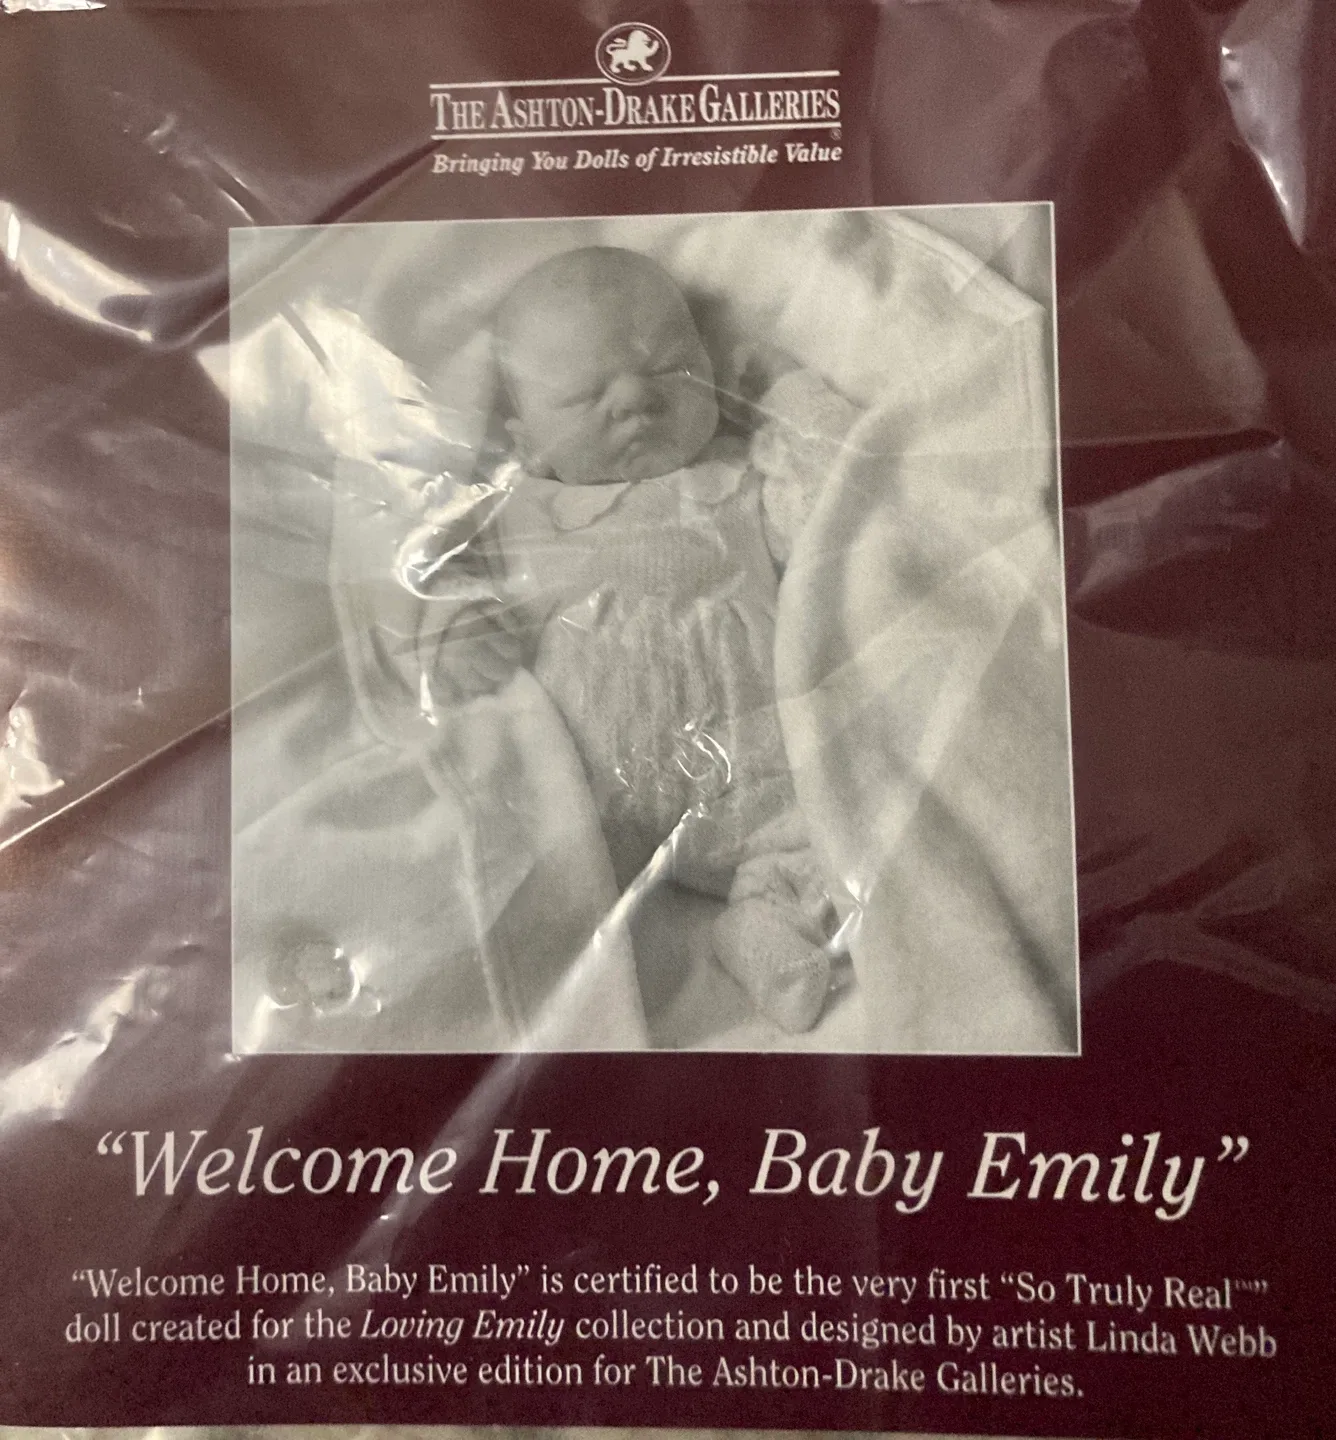 THE ASHTON-DRAKE GALLERIES
®
Bringing You Dolls of Irresistible Value
“Welcome Home, Baby Emily”
“Welcome Home, Baby Emily” is certified to be the very first “So Truly Real™”
doll created for the Loving Emily collection and designed by artist Linda Webb
in an exclusive edition for The Ashton-Drake Galleries.